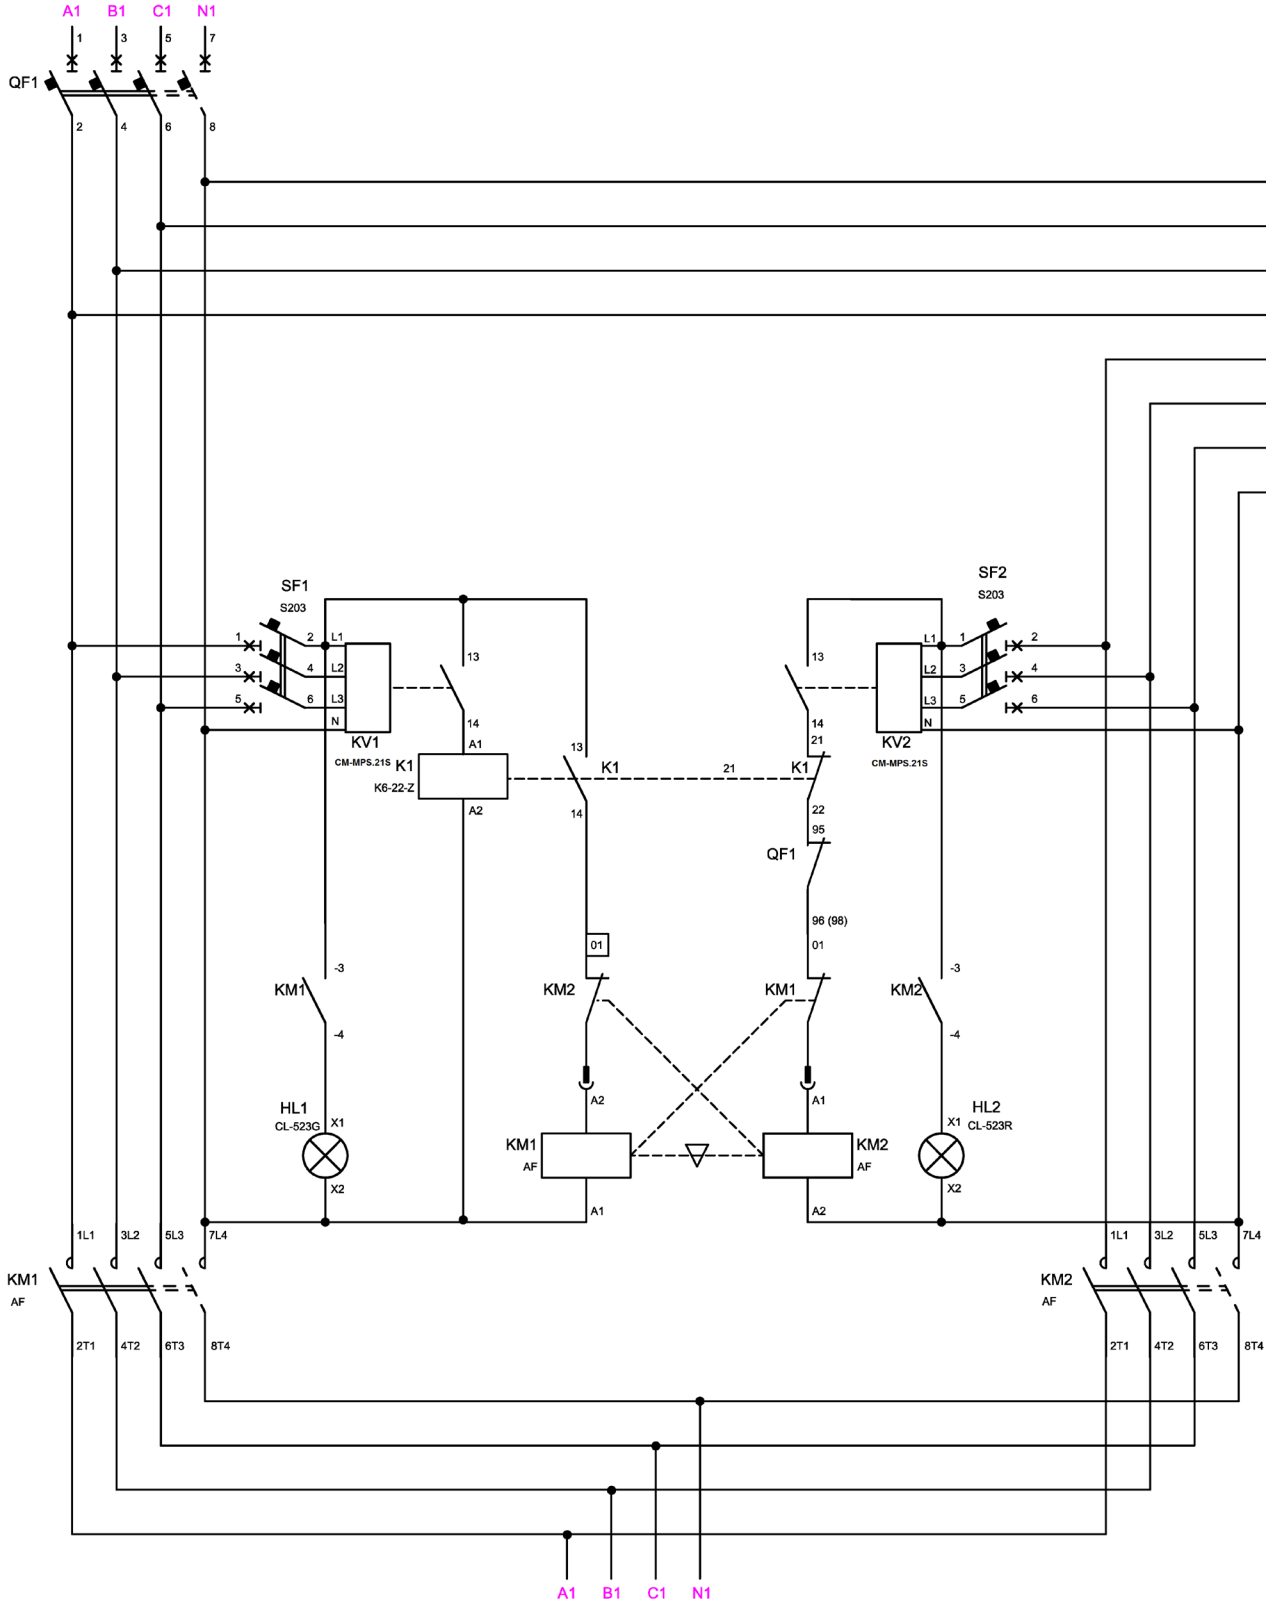 A1 B1 C1 N1
1 3 5 7
QF1
2 4 6 8
SF1
S203
SF2
S203
1 2 L1
3 4 L2
5 6 L3
N
KV1
CM-MPS.21S
13
14
L1 1 2
L2 3 4
L3 5 6
N
KV2
CM-MPS.21S
13
14
A1
K1
K6-22-Z
A2
13
K1
14
21
21
K1
22
95
QF1
96 (98)
01
01
KM1
-3
-4
KM2
KM1
KM2
-3
-4
HL1
CL-523G
X1
X2
A2
KM1
AF
A1
A1
KM2
AF
A2
HL2
X1 CL-523R
X2
1L1 3L2 5L3 7L4
KM1
AF
2T1 4T2 6T3 8T4
1L1 3L2 5L3 7L4
KM2
AF
2T1 4T2 6T3 8T4
A1 B1 C1 N1